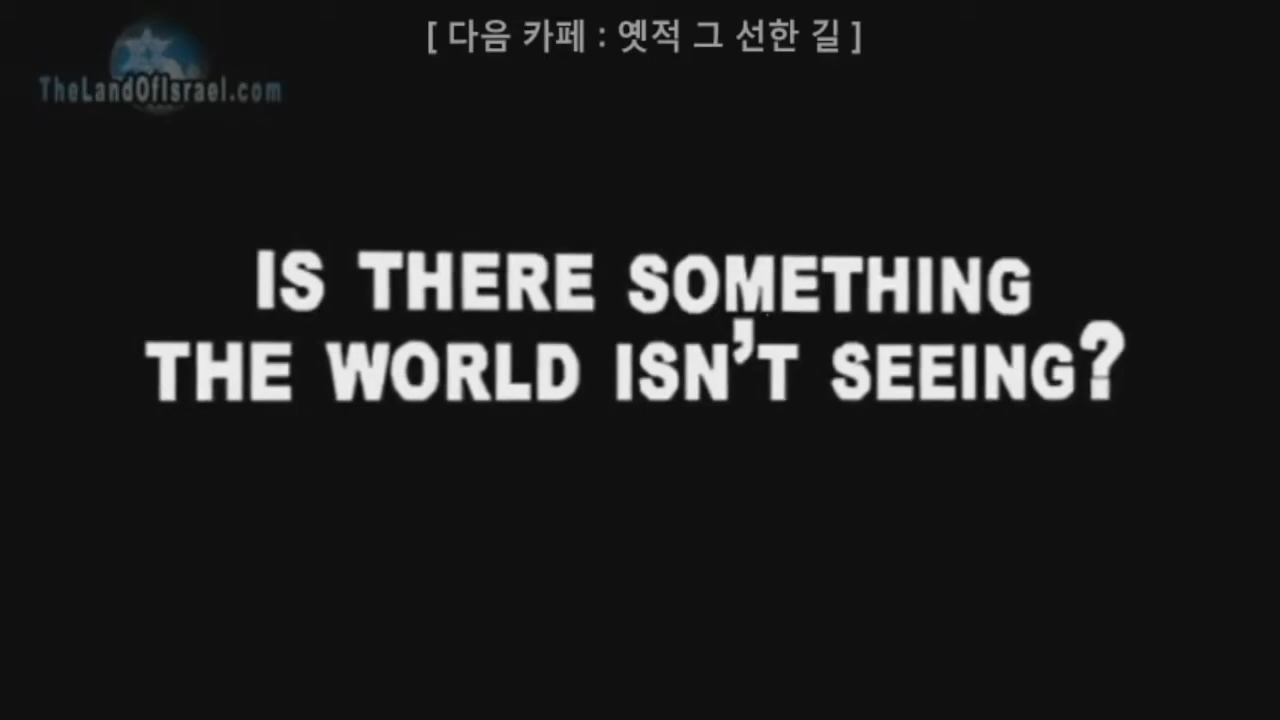 [ 다음 카페 : 옛적 그 선한 길 ]
TheLandOfIsrael.com
IS THERE SOMETHING
THE WORLD ISN'T SEEING?